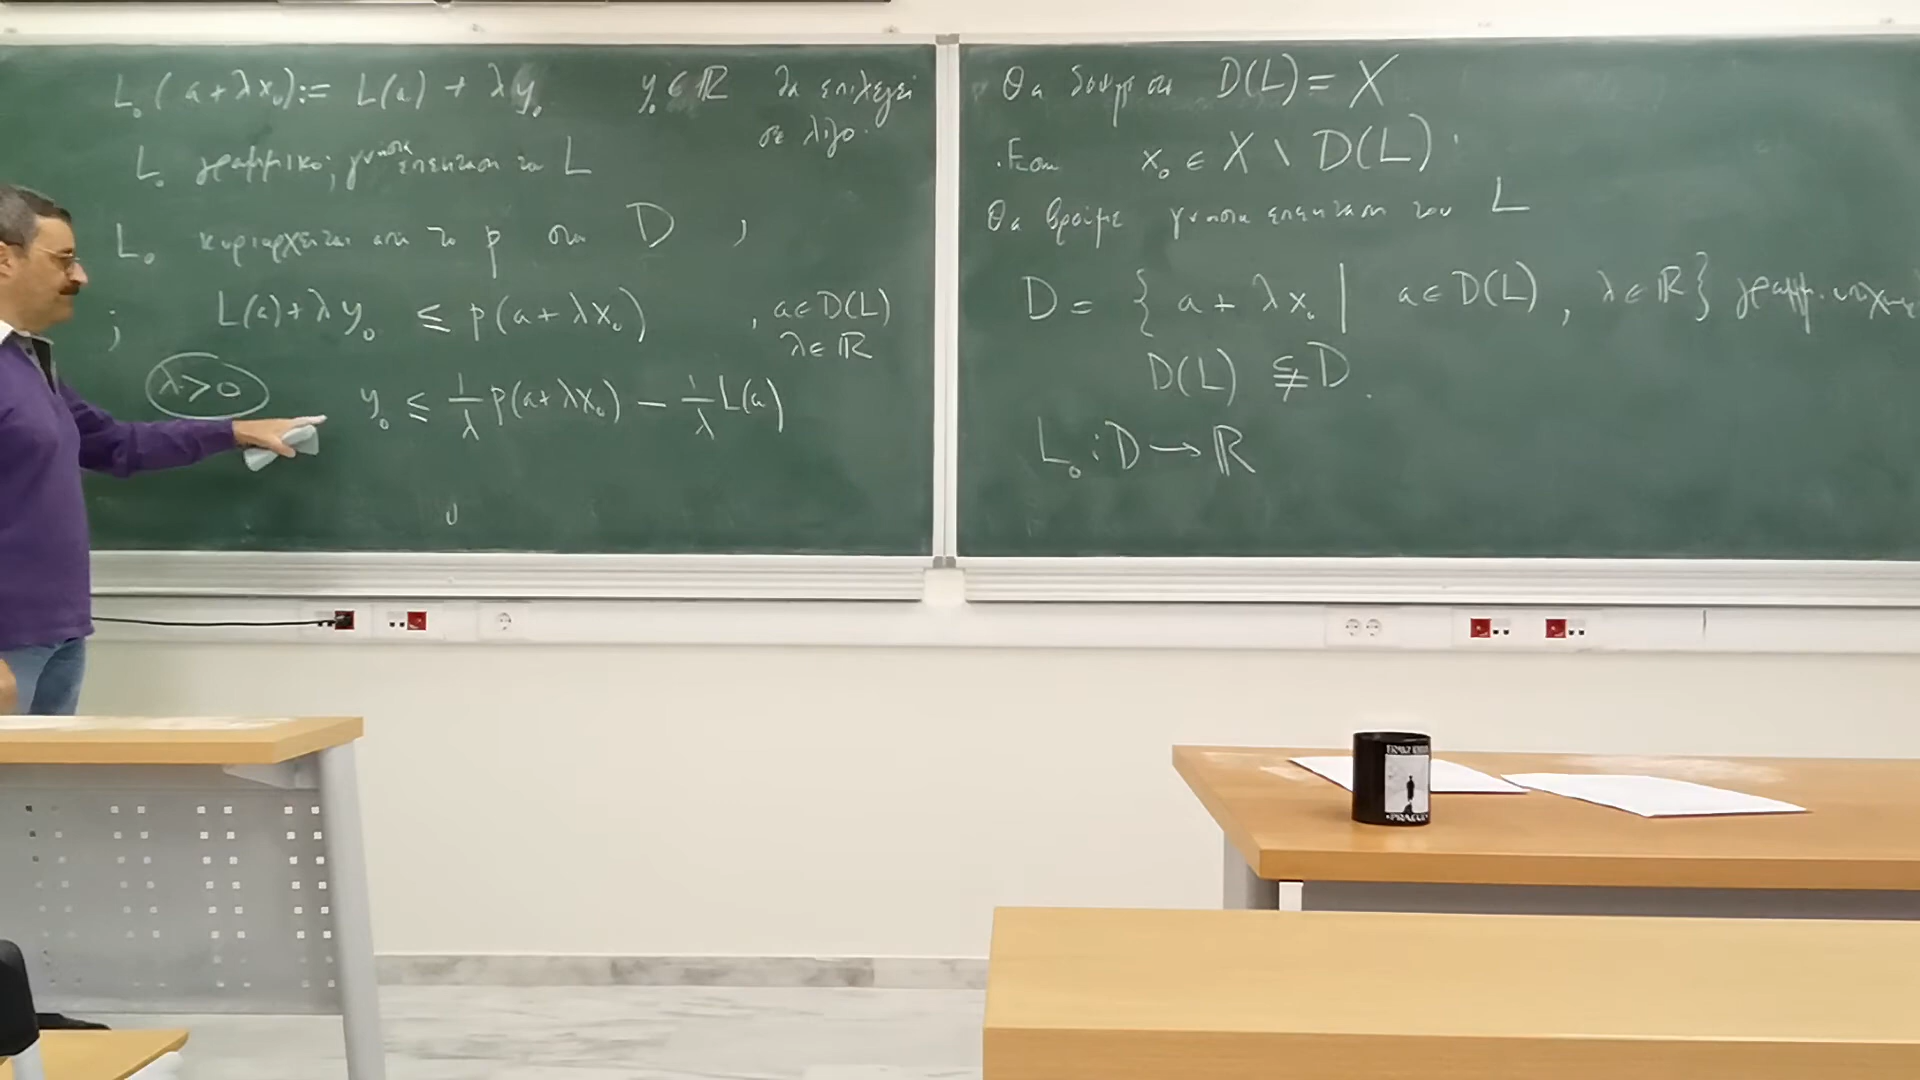 L₀(a+λx₀) := L(a) + λy₀    y₀ ∈ ℝ θα επιλεγεί
σε λίγο.
L₀ γραμμικό; γνήσια επέκταση του L
L₀ κυριαρχείται από το p στο D ;
; L(a)+λy₀ ≤ p(a+λx₀) , a∈D(L)
λ∈ℝ
λ>0    y₀ ≤ 1/λ p(a+λx₀) − 1/λ L(a)
Θα δείξουμε ότι D(L) = X
Έστω x₀ ∈ X \ D(L).
Θα βρούμε γνήσια επέκταση του L
D = { a + λx₀ | a∈D(L) , λ∈ℝ} γραμμ. υπόχωρ
D(L) ⊊ D.
L₀ : D → ℝ
PRAGUE